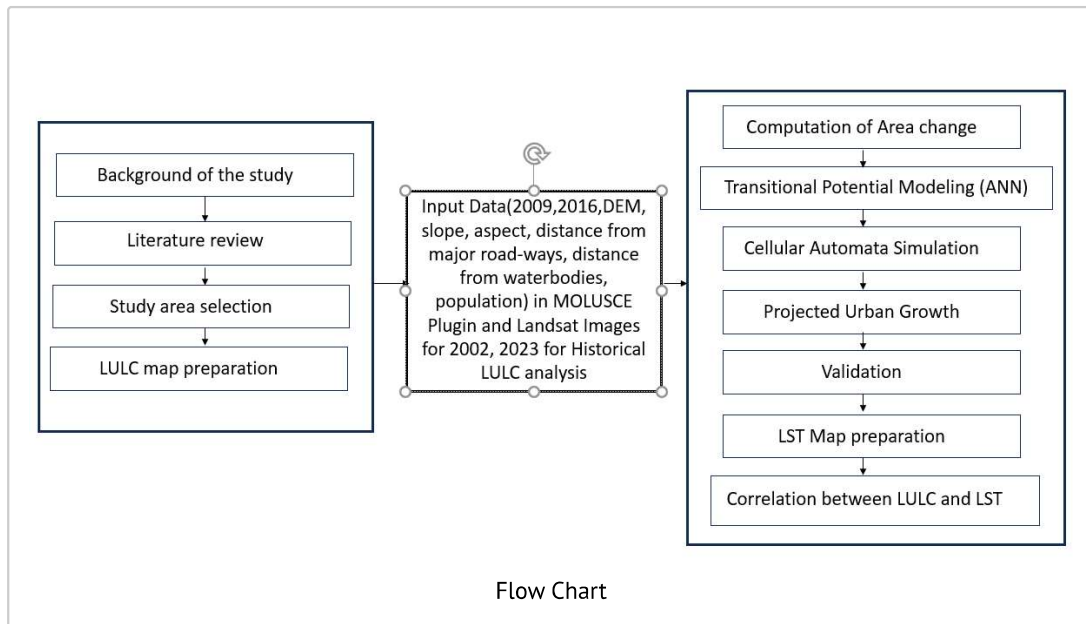 Background of the study
Literature review
Study area selection
LULC map preparation
Input Data(2009,2016,DEM,
slope, aspect, distance from
major road-ways, distance
from waterbodies,
population) in MOLUSCE
Plugin and Landsat Images
for 2002, 2023 for Historical
LULC analysis
Computation of Area change
Transitional Potential Modeling (ANN)
Cellular Automata Simulation
Projected Urban Growth
Validation
LST Map preparation
Correlation between LULC and LST
Flow Chart